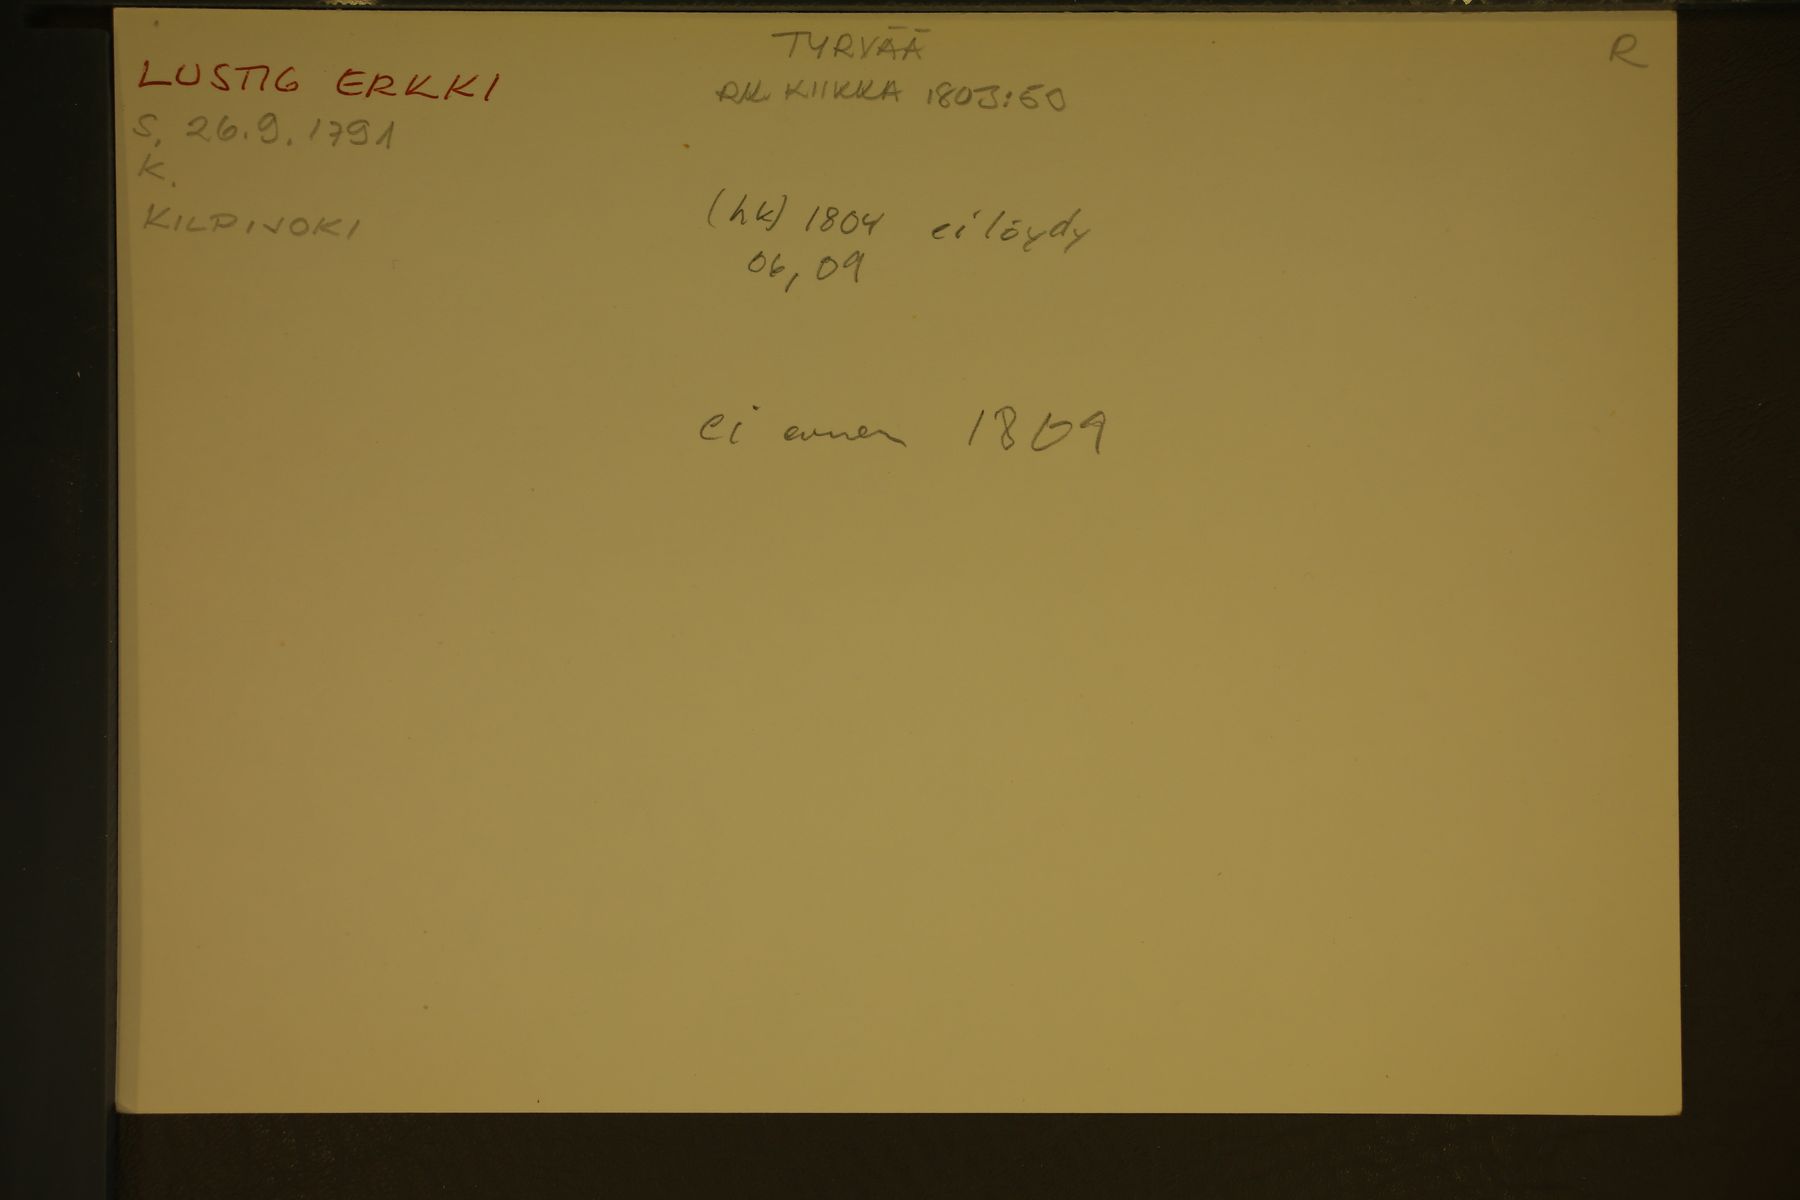 TYRVÄÄ
R
LUSTIG ERKKI
RK KIIKKA 1803:50
S. 26.9.1791
K.
KILPIJOKI
(hk) 1804 ei löydy
06, 09
ei ennen 1809